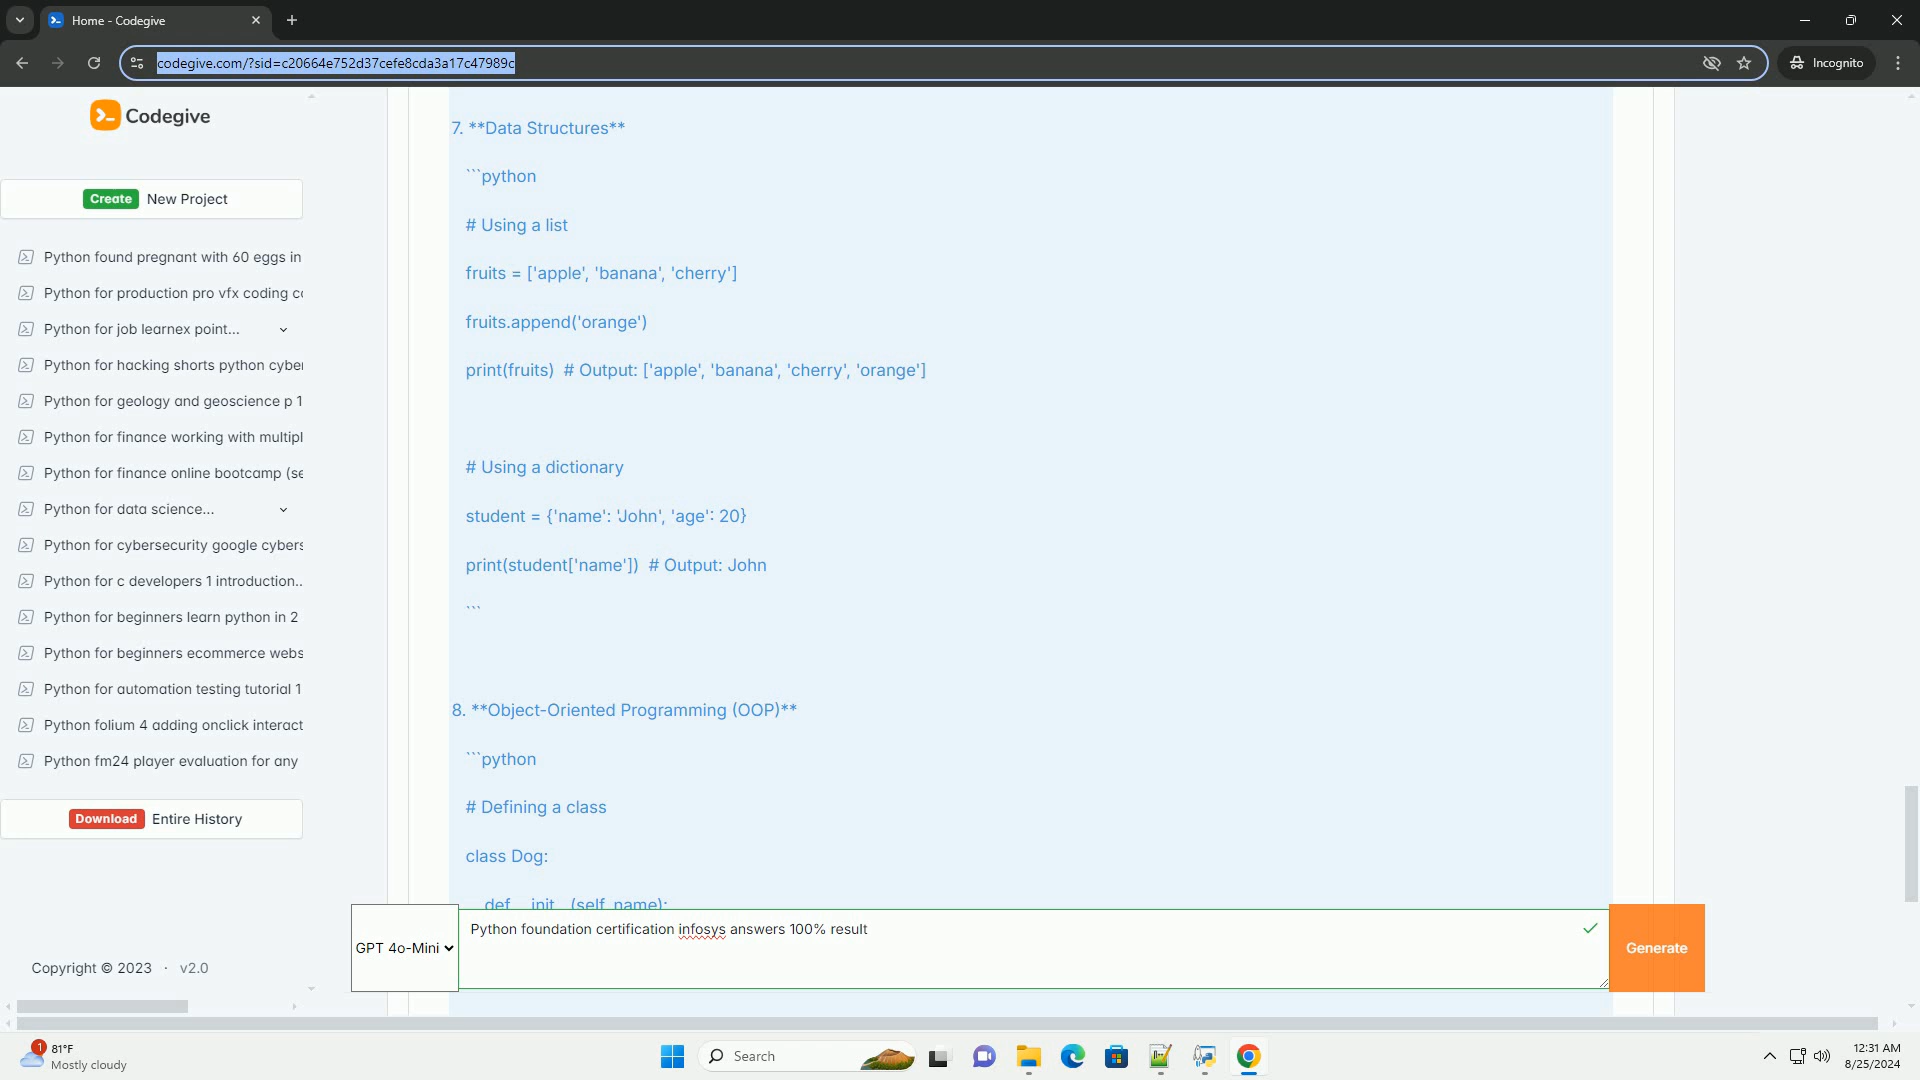 Home - Codegive
codegive.com/?sid=c20664e752d37cefe8cda3a17c47989c
Incognito
Codegive
Create New Project
Python found pregnant with 60 eggs in
Python for production pro vfx coding
Python for job learnex point...
Python for hacking shorts python
Python for geology and geoscience p 1
Python for finance working with
Python for finance online bootcamp
Python for data science...
Python for cybersecurity google
Python for c developers 1 introduction..
Python for beginners learn python in 2
Python for beginners ecommerce
Python for automation testing tutorial 1
Python folium 4 adding onclick
Python fm24 player evaluation for any
Download Entire History
Copyright © 2023 · v2.0
7. **Data Structures**
```python
# Using a list
fruits = ['apple', 'banana', 'cherry']
fruits.append('orange')
print(fruits) # Output: ['apple', 'banana', 'cherry', 'orange']
# Using a dictionary
student = {'name': 'John', 'age': 20}
print(student['name']) # Output: John
```
8. **Object-Oriented Programming (OOP)**
```python
# Defining a class
class Dog:
def __init__(self, name):
GPT 4o-Mini
Python foundation certification infosys answers 100% result
Generate
1
81°F
Mostly cloudy
Search
12:31 AM
8/25/2024